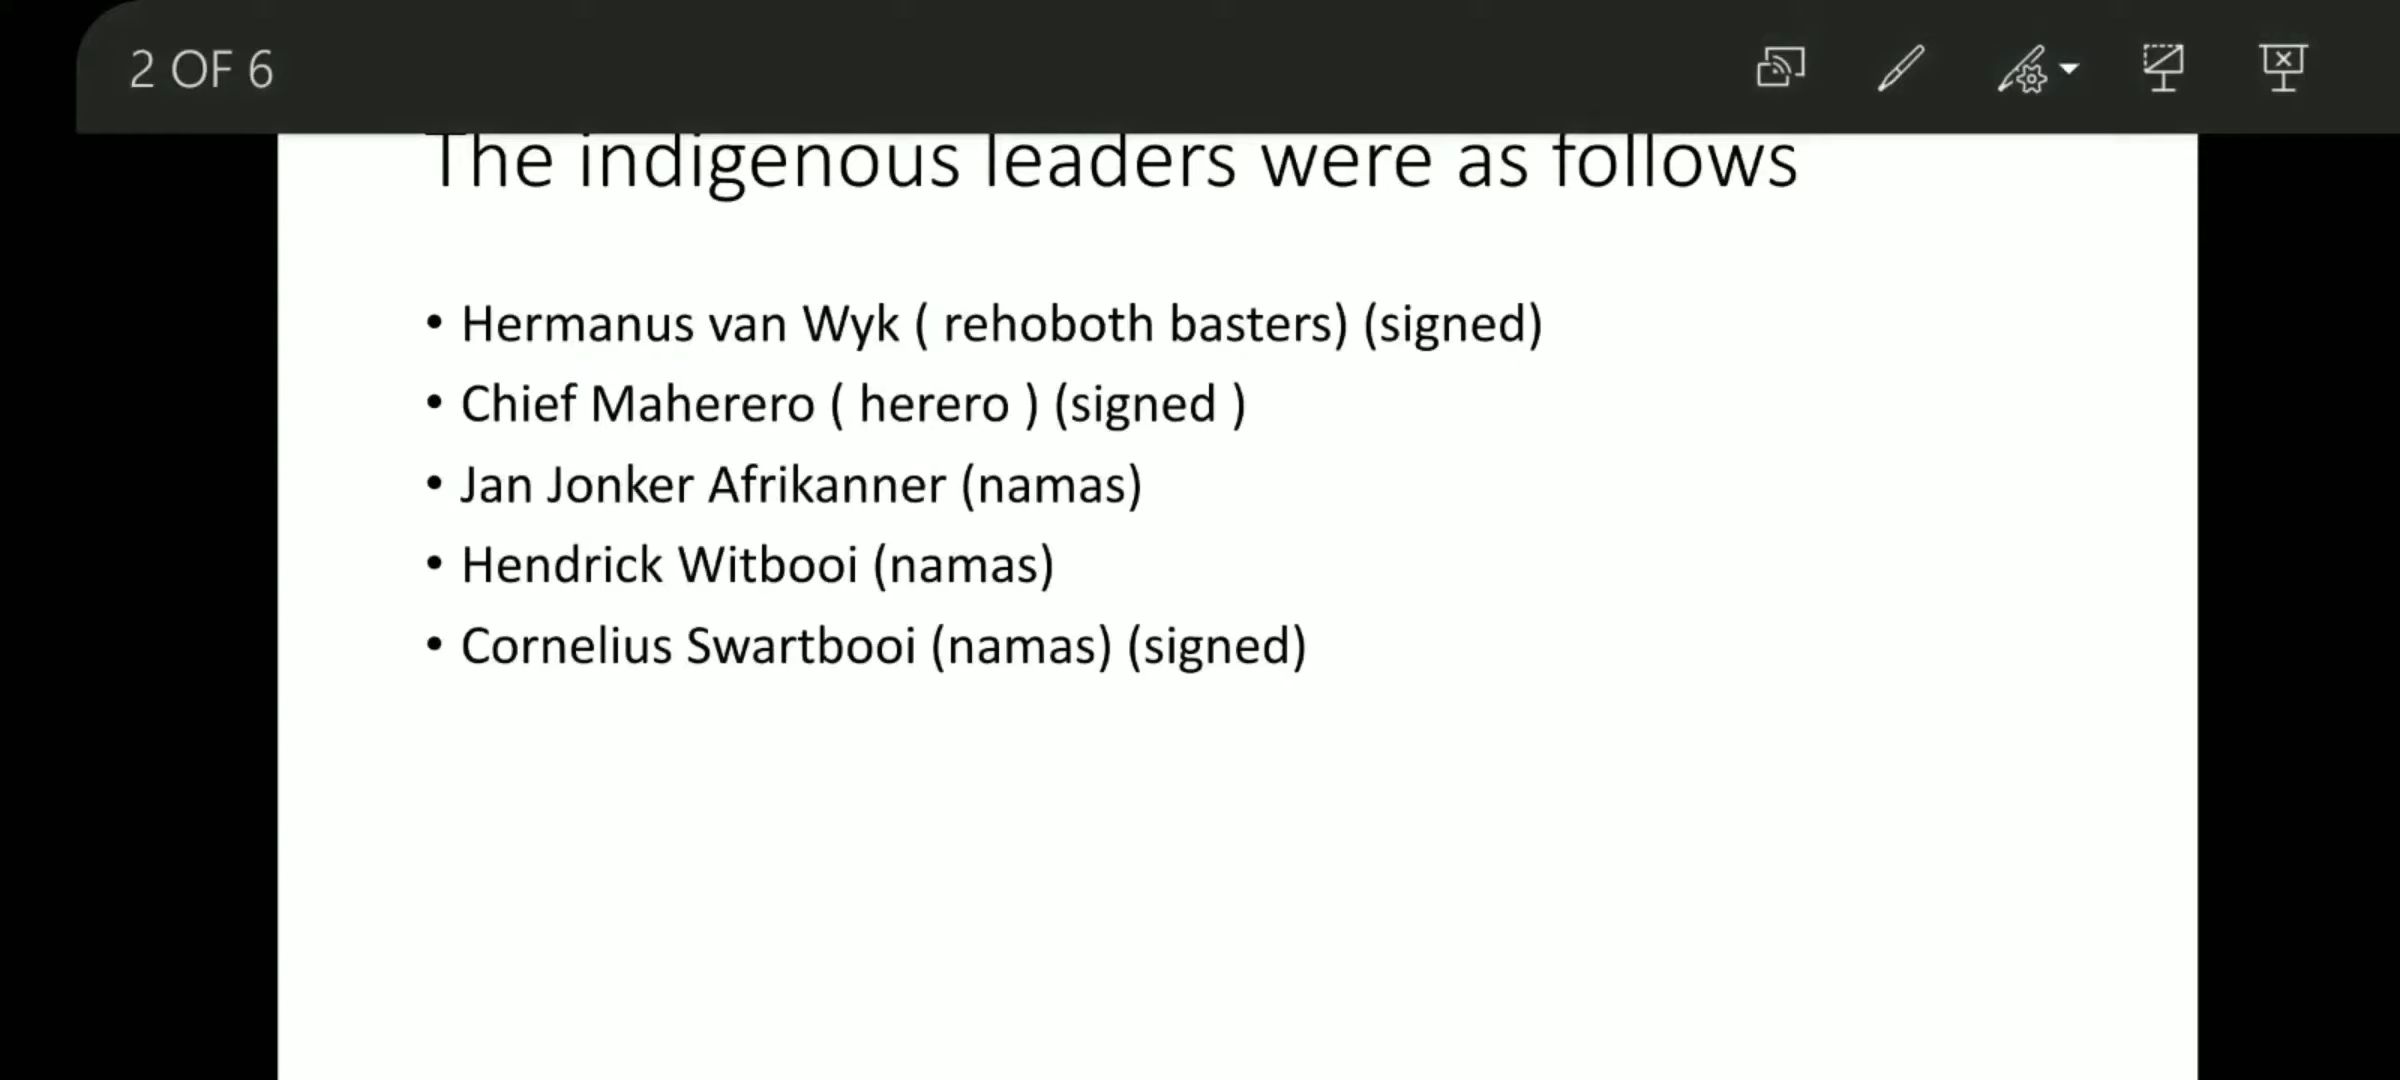 2 OF 6
The indigenous leaders were as follows
• Hermanus van Wyk ( rehoboth basters) (signed)
• Chief Maherero ( herero ) (signed )
• Jan Jonker Afrikanner (namas)
• Hendrick Witbooi (namas)
• Cornelius Swartbooi (namas) (signed)